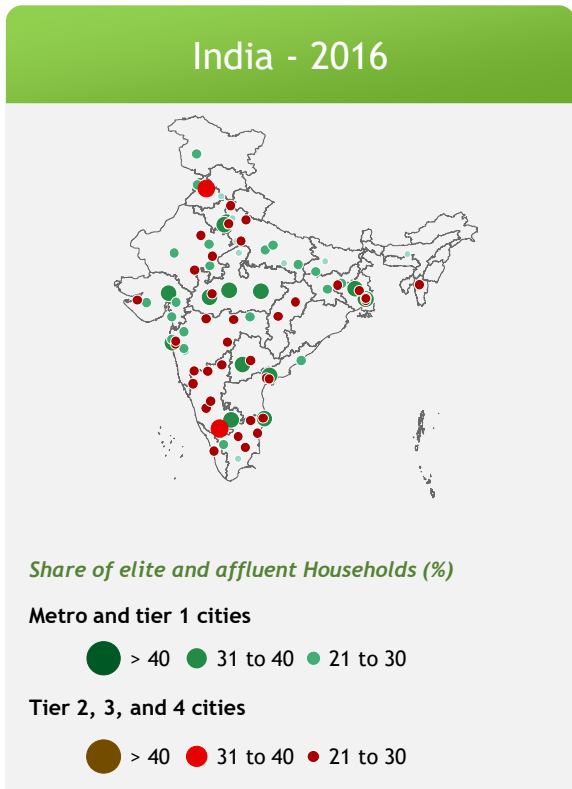 India - 2016
Share of elite and affluent Households (%)
Metro and tier 1 cities
> 40 31 to 40 21 to 30
Tier 2, 3, and 4 cities
> 40 31 to 40 21 to 30